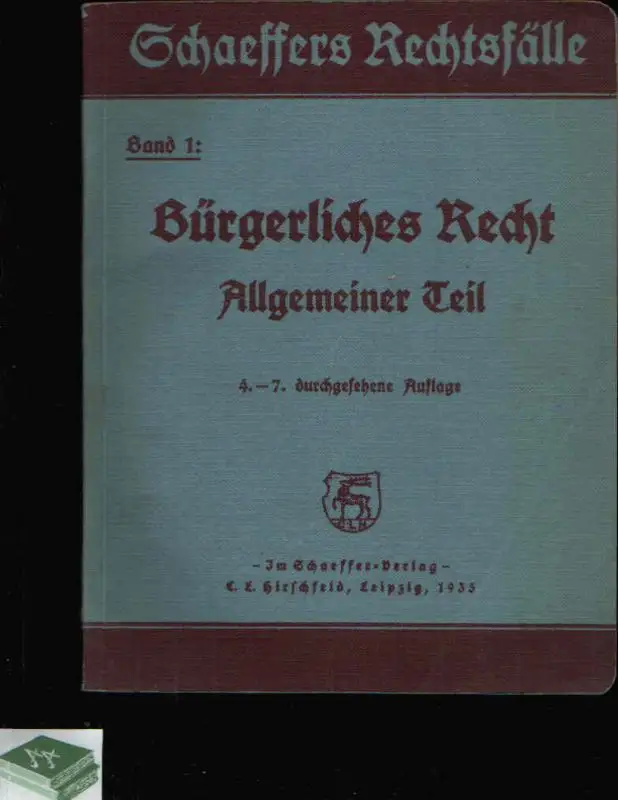 Schaeffers Rechtsfälle
Band 1:
Bürgerliches Recht
Allgemeiner Teil
4.–7. durchgesehene Auflage
C L H
– Im Schaeffer-Verlag –
C. L. Hirschfeld, Leipzig, 1935